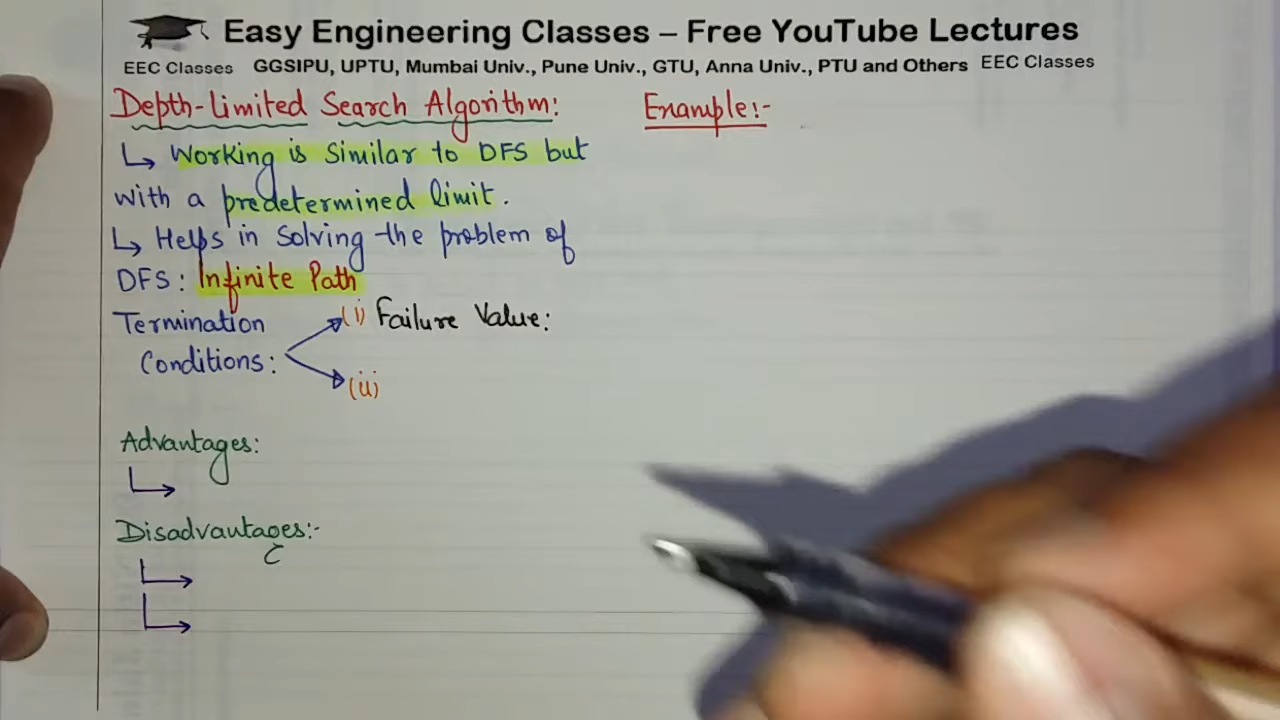 Easy Engineering Classes – Free YouTube Lectures
EEC Classes GGSIPU, UPTU, Mumbai Univ., Pune Univ., GTU, Anna Univ., PTU and Others EEC Classes
Depth-Limited Search Algorithm:
↳ Working is Similar to DFS but
with a predetermined limit.
↳ Helps in Solving the problem of
DFS: Infinite Path
Termination
Conditions:
(i) Failure Value:
(ii)
Advantages:
Disadvantages:-
Example:-